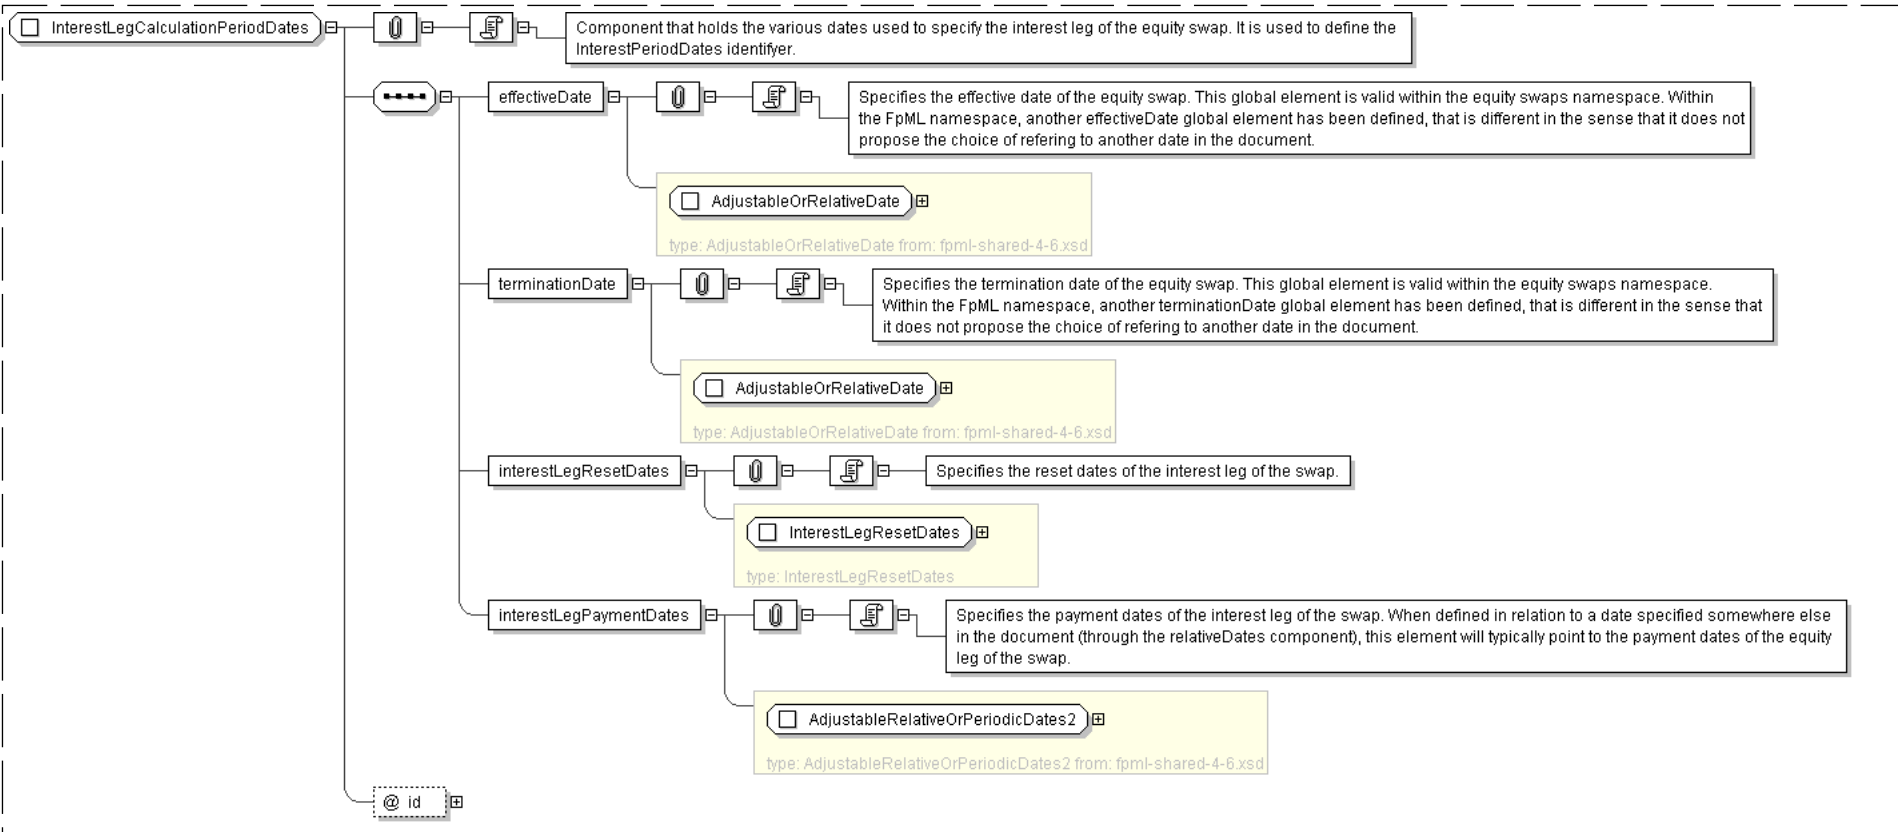 InterestLegCalculationPeriodDates
Component that holds the various dates used to specify the interest leg of the equity swap. It is used to define the
InterestPeriodDates identifyer.
effectiveDate
Specifies the effective date of the equity swap. This global element is valid within the equity swaps namespace. Within
the FpML namespace, another effectiveDate global element has been defined, that is different in the sense that it does not
propose the choice of refering to another date in the document.
AdjustableOrRelativeDate
type: AdjustableOrRelativeDate from: fpml-shared-4-6.xsd
terminationDate
Specifies the termination date of the equity swap. This global element is valid within the equity swaps namespace.
Within the FpML namespace, another terminationDate global element has been defined, that is different in the sense that
it does not propose the choice of refering to another date in the document.
AdjustableOrRelativeDate
type: AdjustableOrRelativeDate from: fpml-shared-4-6.xsd
interestLegResetDates
Specifies the reset dates of the interest leg of the swap.
InterestLegResetDates
type: InterestLegResetDates
interestLegPaymentDates
Specifies the payment dates of the interest leg of the swap. When defined in relation to a date specified somewhere else
in the document (through the relativeDates component), this element will typically point to the payment dates of the equity
leg of the swap.
AdjustableRelativeOrPeriodicDates2
type: AdjustableRelativeOrPeriodicDates2 from: fpml-shared-4-6.xsd
@ id